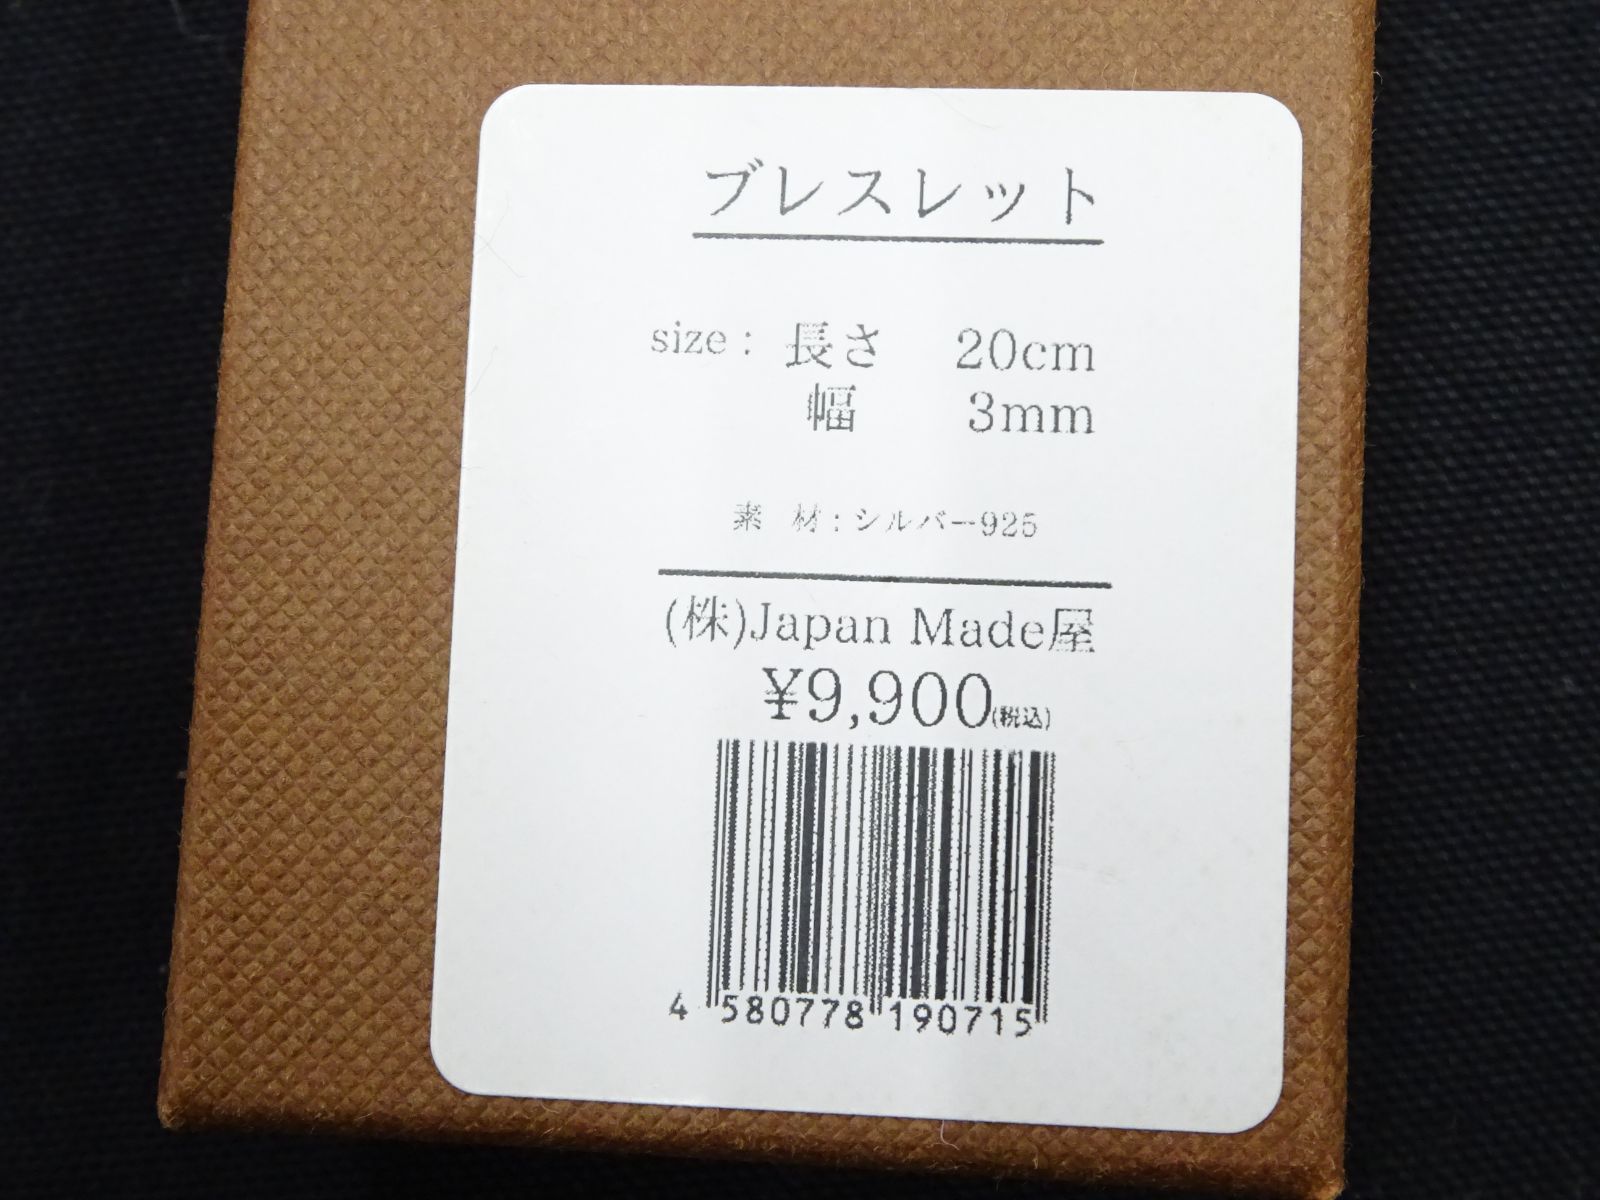 ブレスレット
size : 長さ 20cm
幅 3mm
素 材 : シルバー925
(株)Japan Made屋
¥9,900(税込)
4 580778 190715